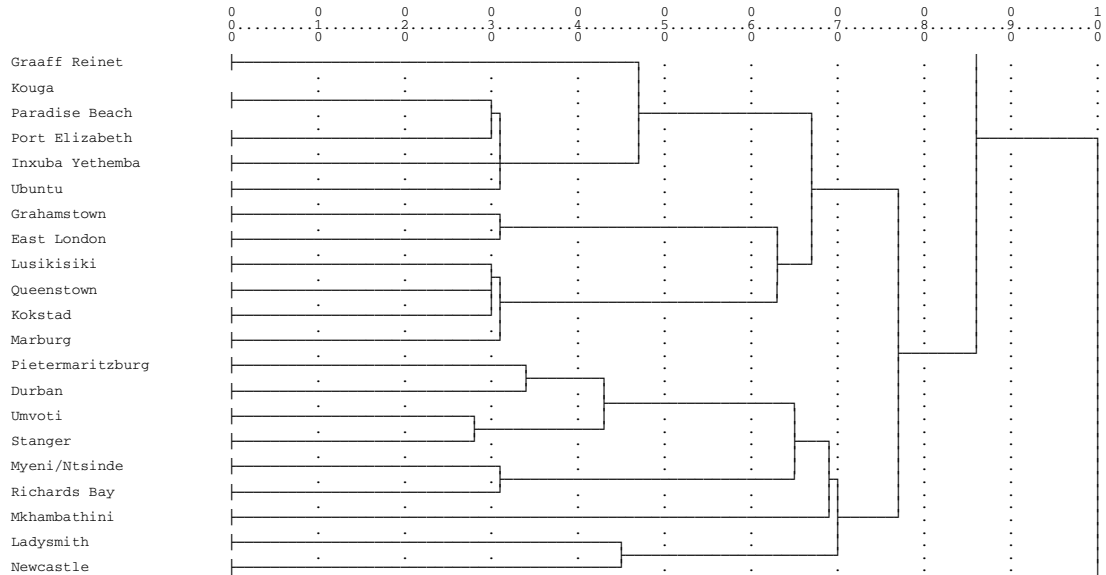 0 0 0 0 0 0 0 0 0 0 1
0 1 2 3 4 5 6 7 8 9 0
0 0 0 0 0 0 0 0 0 0 0
Graaff Reinet
Kouga
Paradise Beach
Port Elizabeth
Inxuba Yethemba
Ubuntu
Grahamstown
East London
Lusikisiki
Queenstown
Kokstad
Marburg
Pietermaritzburg
Durban
Umvoti
Stanger
Myeni/Ntsinde
Richards Bay
Mkhambathini
Ladysmith
Newcastle